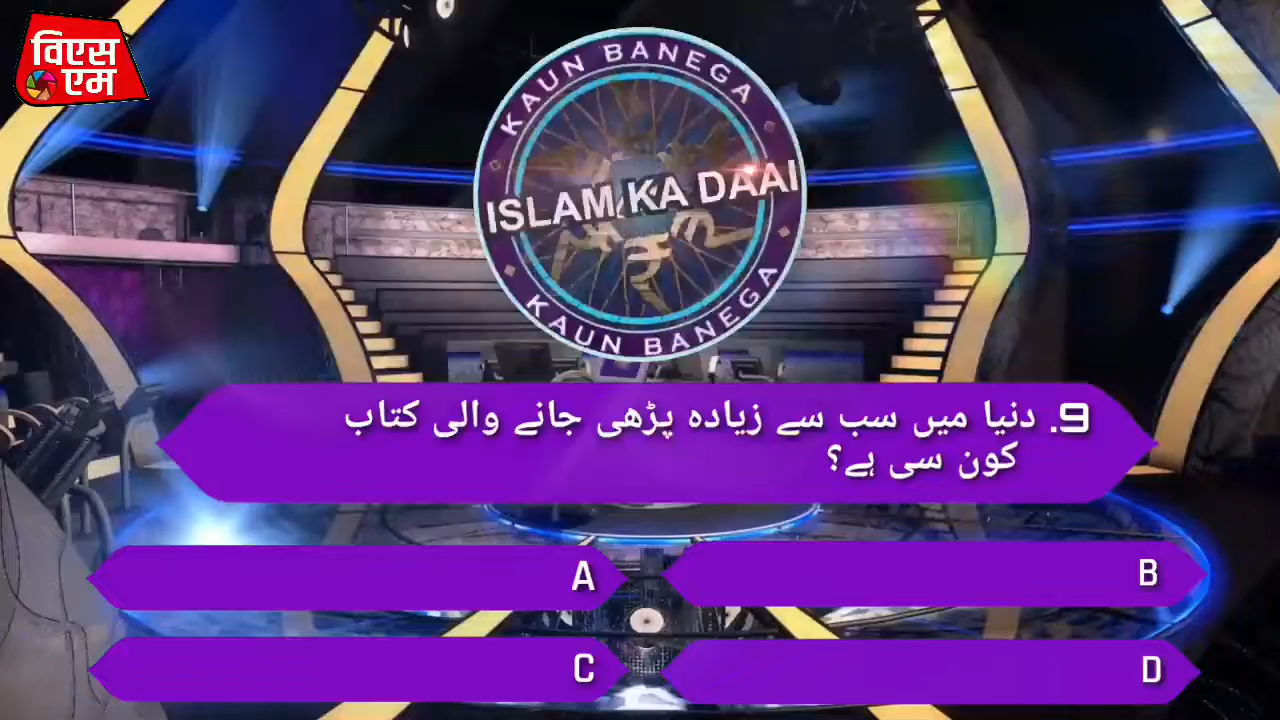 विएस
एम
KAUN BANEGA
ISLAM KA DAAI
KAUN BANEGA
9. دنیا میں سب سے زیادہ پڑھی جانے والی کتاب
کون سی ہے؟
A
B
C
D